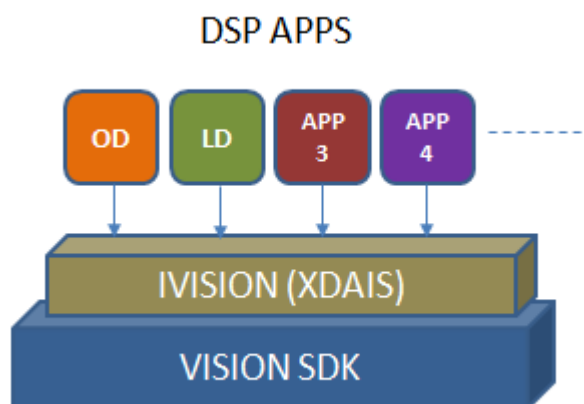 DSP APPS
OD
LD
APP
3
APP
4
IVISION (XDAIS)
VISION SDK